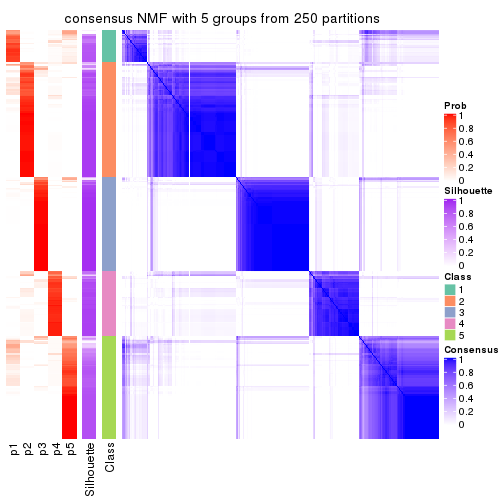 consensus NMF with 5 groups from 250 partitions
Prob
1
0.8
0.6
0.4
0.2
0
Silhouette
1
0.8
0.6
0.4
0.2
0
Class
1
2
3
4
5
Consensus
1
0.8
0.6
0.4
0.2
0
p1
p2
p3
p4
p5
Silhouette
Class